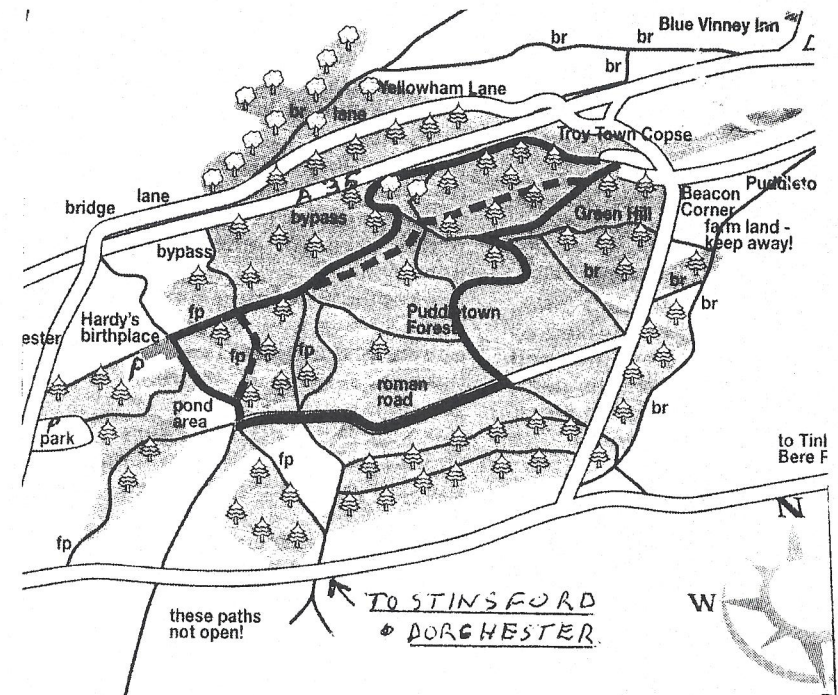 Blue Vinney Inn
br
br
br
Yellowham Lane
br
lane
Troy Town Copse
A 35
lane
bridge
bypass
Beacon
Corner
Green Hill
farm land -
keep away!
bypass
br
br
br
fp
Hardy's
birthplace
Puddletown
Forest
fp
fp
P
roman
road
pond
area
br
P
park
to
fp
fp
N
W
TO STINSFORD
• DORCHESTER
these paths
not open!